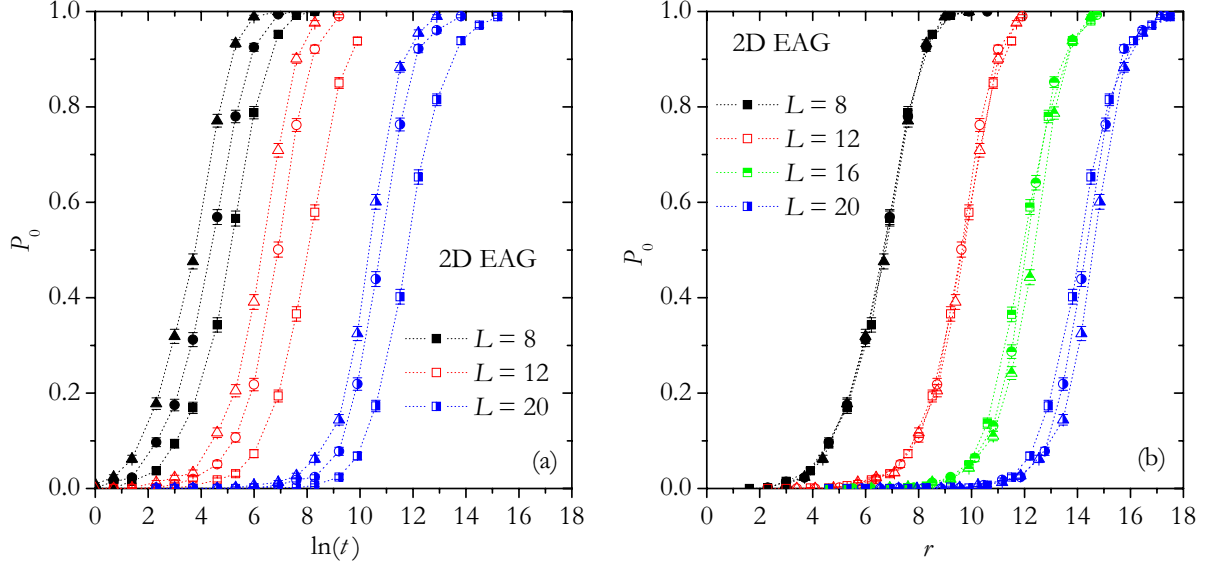 1.0
0.8
0.6
0.4
0.2
0.0
P_0
2D EAG
L = 8
L = 12
L = 20
(a)
0 2 4 6 8 10 12 14 16 18
ln(t)
1.0
0.8
0.6
0.4
0.2
0.0
P_0
2D EAG
L = 8
L = 12
L = 16
L = 20
(b)
0 2 4 6 8 10 12 14 16 18
r